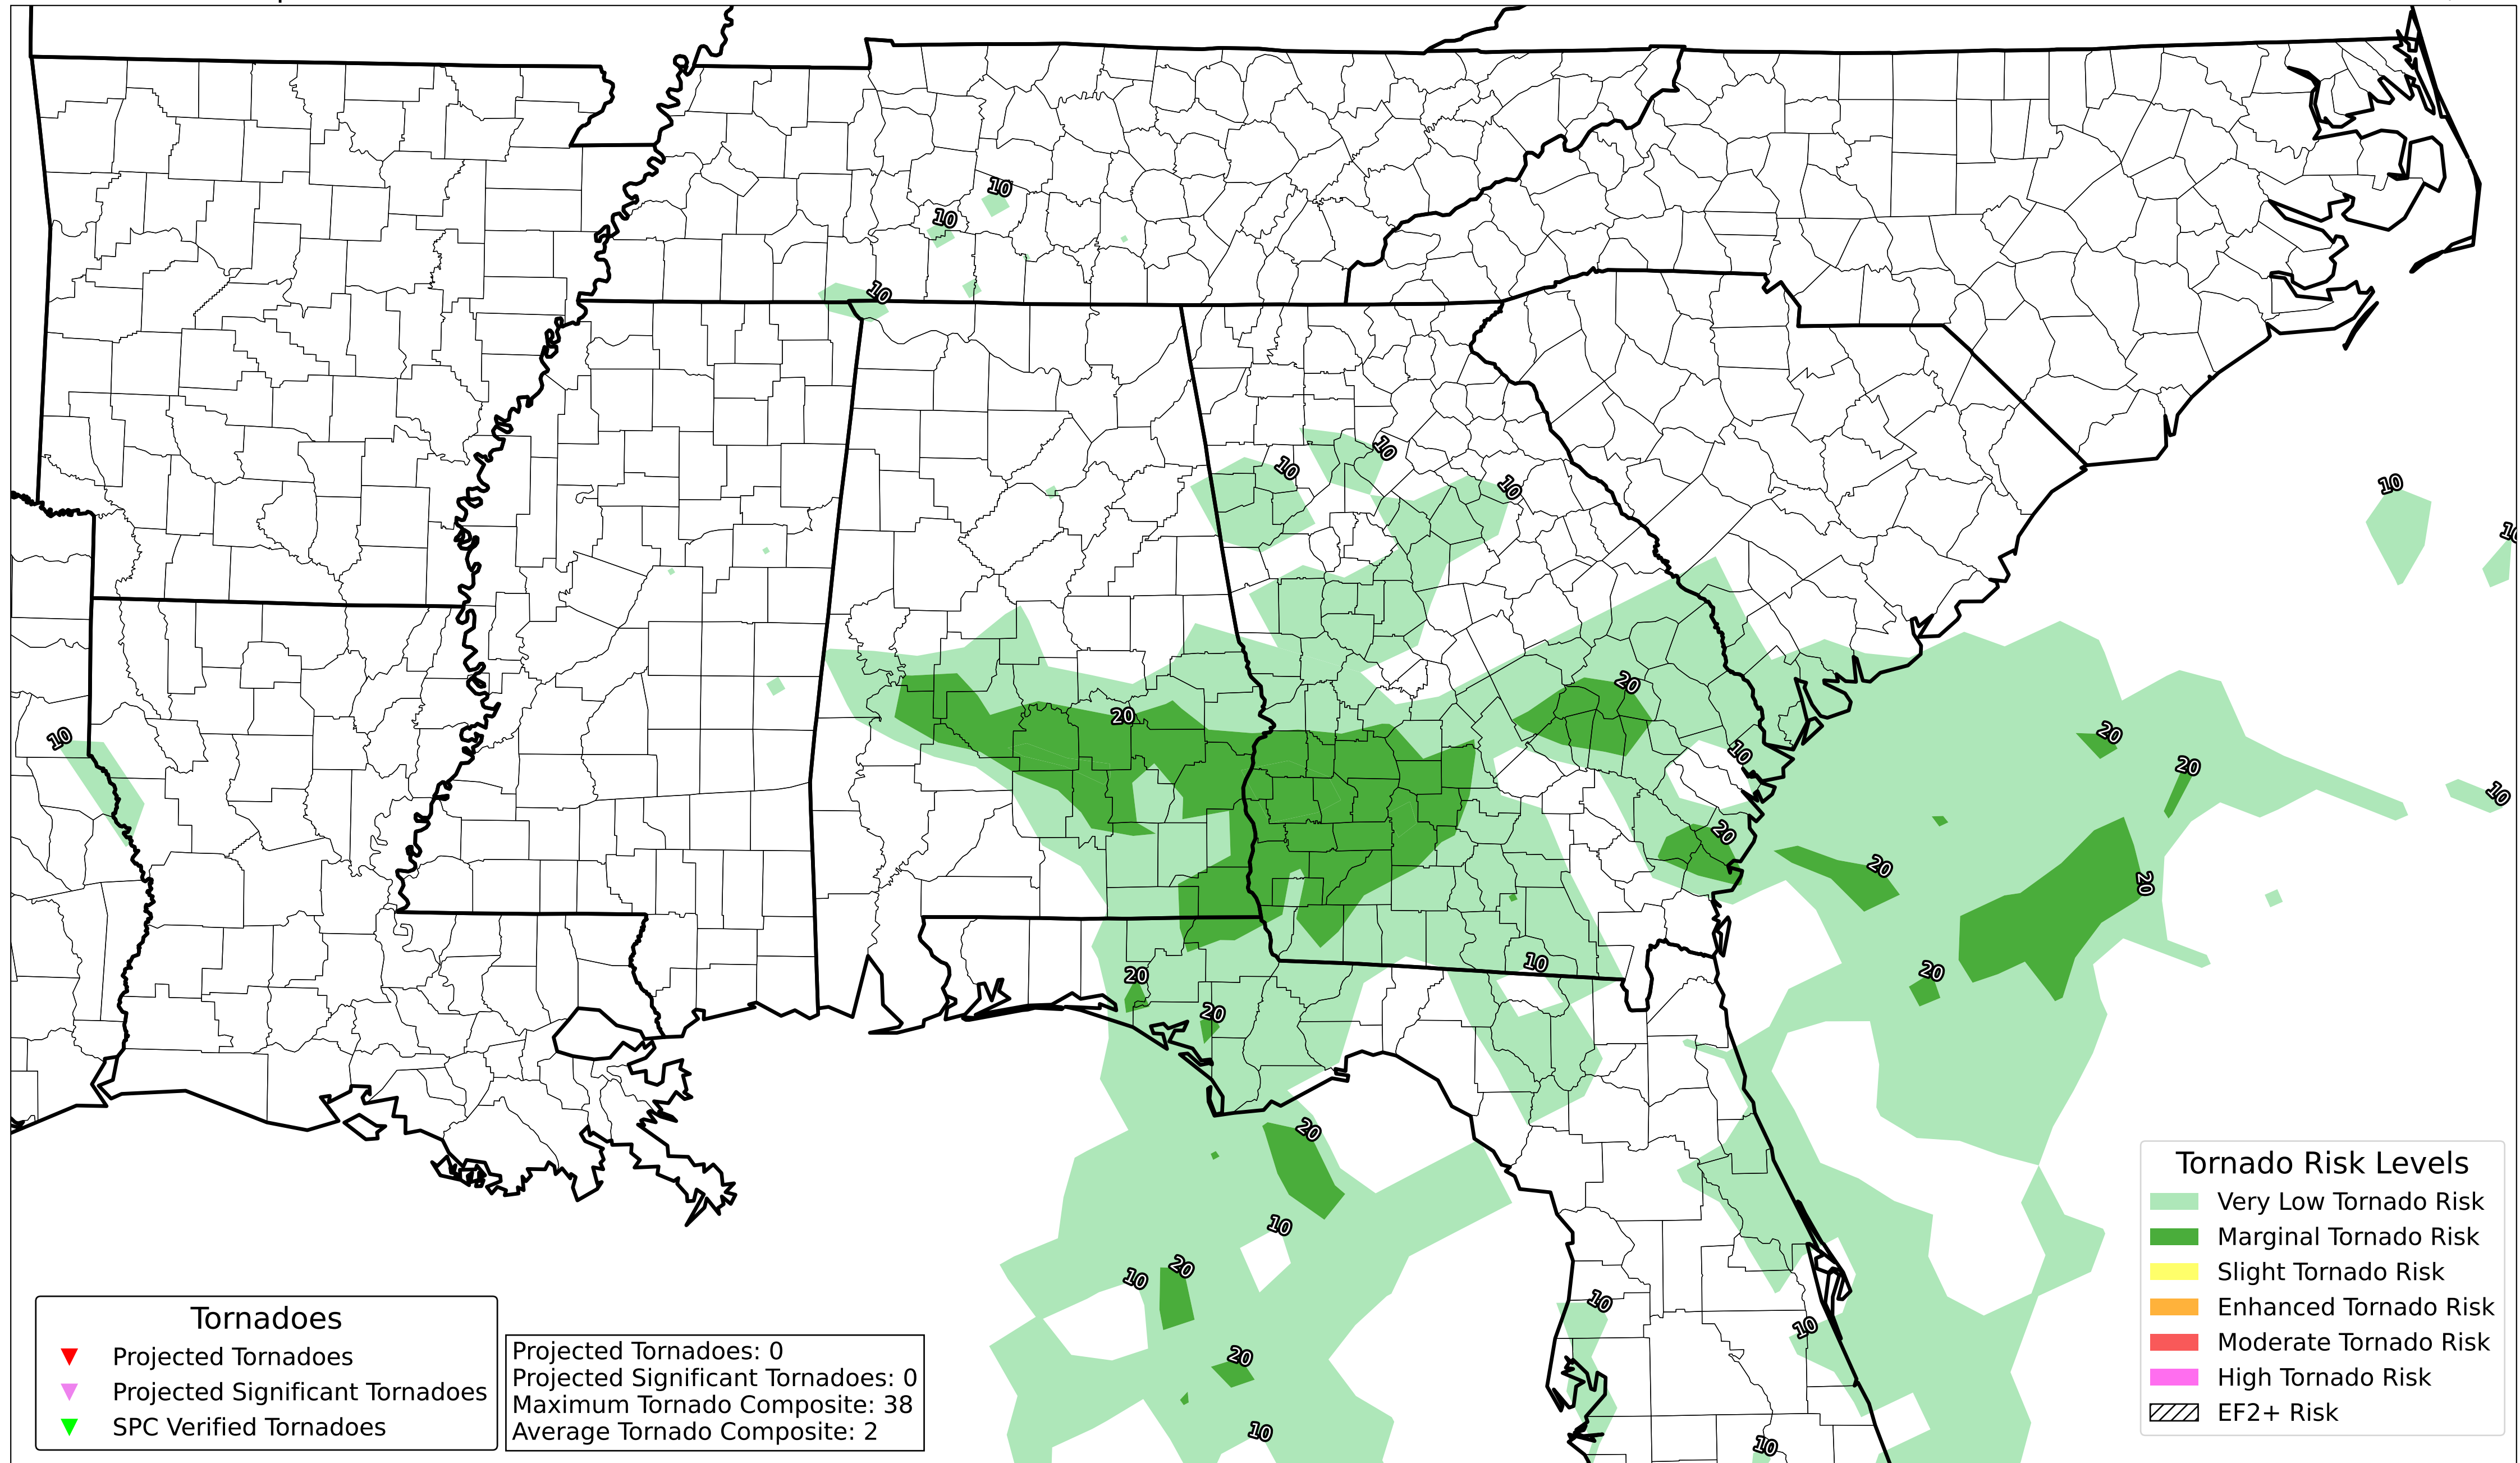 10
10
10
10
10
10
10
10
20
20
10
10
20
20
10
20
20
20
10
20
20
20
20
20
10
10
20
10
10
20
10
10
Tornado Risk Levels
Very Low Tornado Risk
Marginal Tornado Risk
Slight Tornado Risk
Enhanced Tornado Risk
Moderate Tornado Risk
High Tornado Risk
EF2+ Risk
Tornadoes
Projected Tornadoes
Projected Significant Tornadoes
SPC Verified Tornadoes
Projected Tornadoes: 0
Projected Significant Tornadoes: 0
Maximum Tornado Composite: 38
Average Tornado Composite: 2